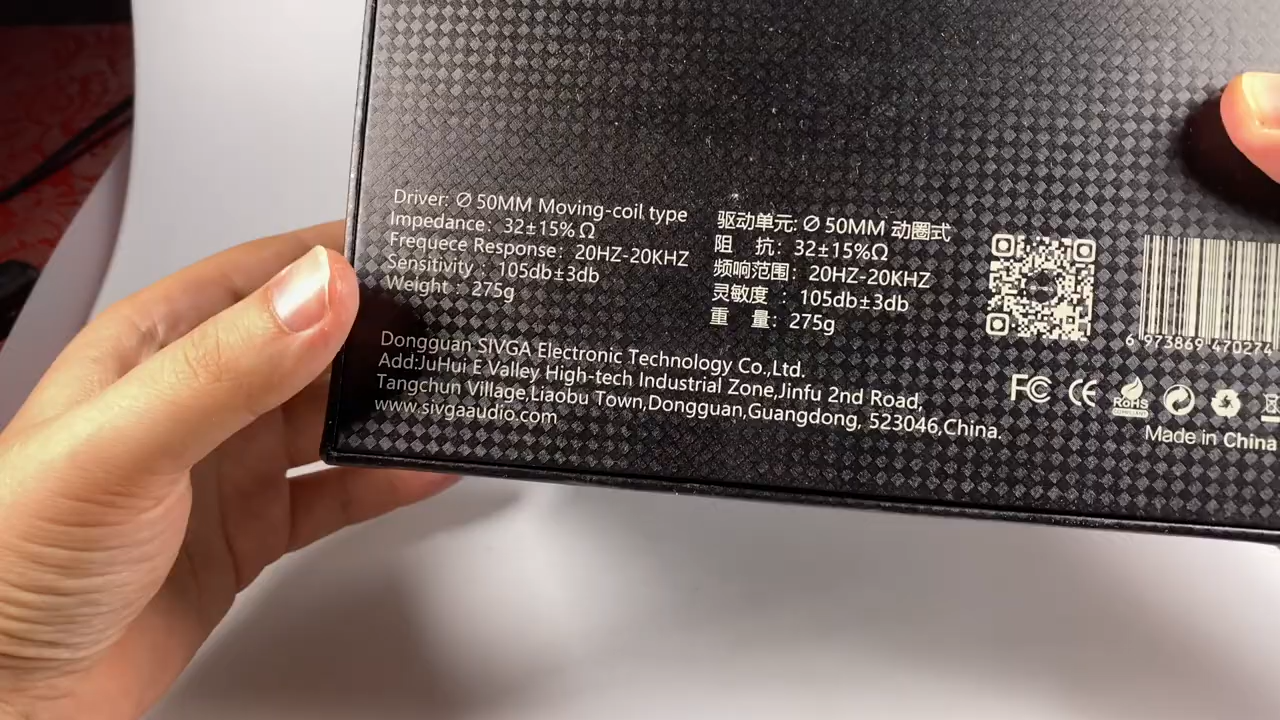 Driver: Ø 50MM Moving-coil type
Impedance: 32±15% Ω
Frequece Response: 20HZ-20KHZ
Sensitivity : 105db±3db
Weight : 275g
驱动单元: Ø 50MM 动圈式
阻 抗: 32±15%Ω
频响范围: 20HZ-20KHZ
灵敏度 : 105db±3db
重 量: 275g
Dongguan SIVGA Electronic Technology Co.,Ltd.
Add:JuHui E Valley High-tech Industrial Zone,Jinfu 2nd Road,
Tangchun Village,Liaobu Town,Dongguan,Guangdong, 523046,China.
www.sivgaaudio.com
6 973869 470274
FC CE RoHS
COMPLIANT
Made in China